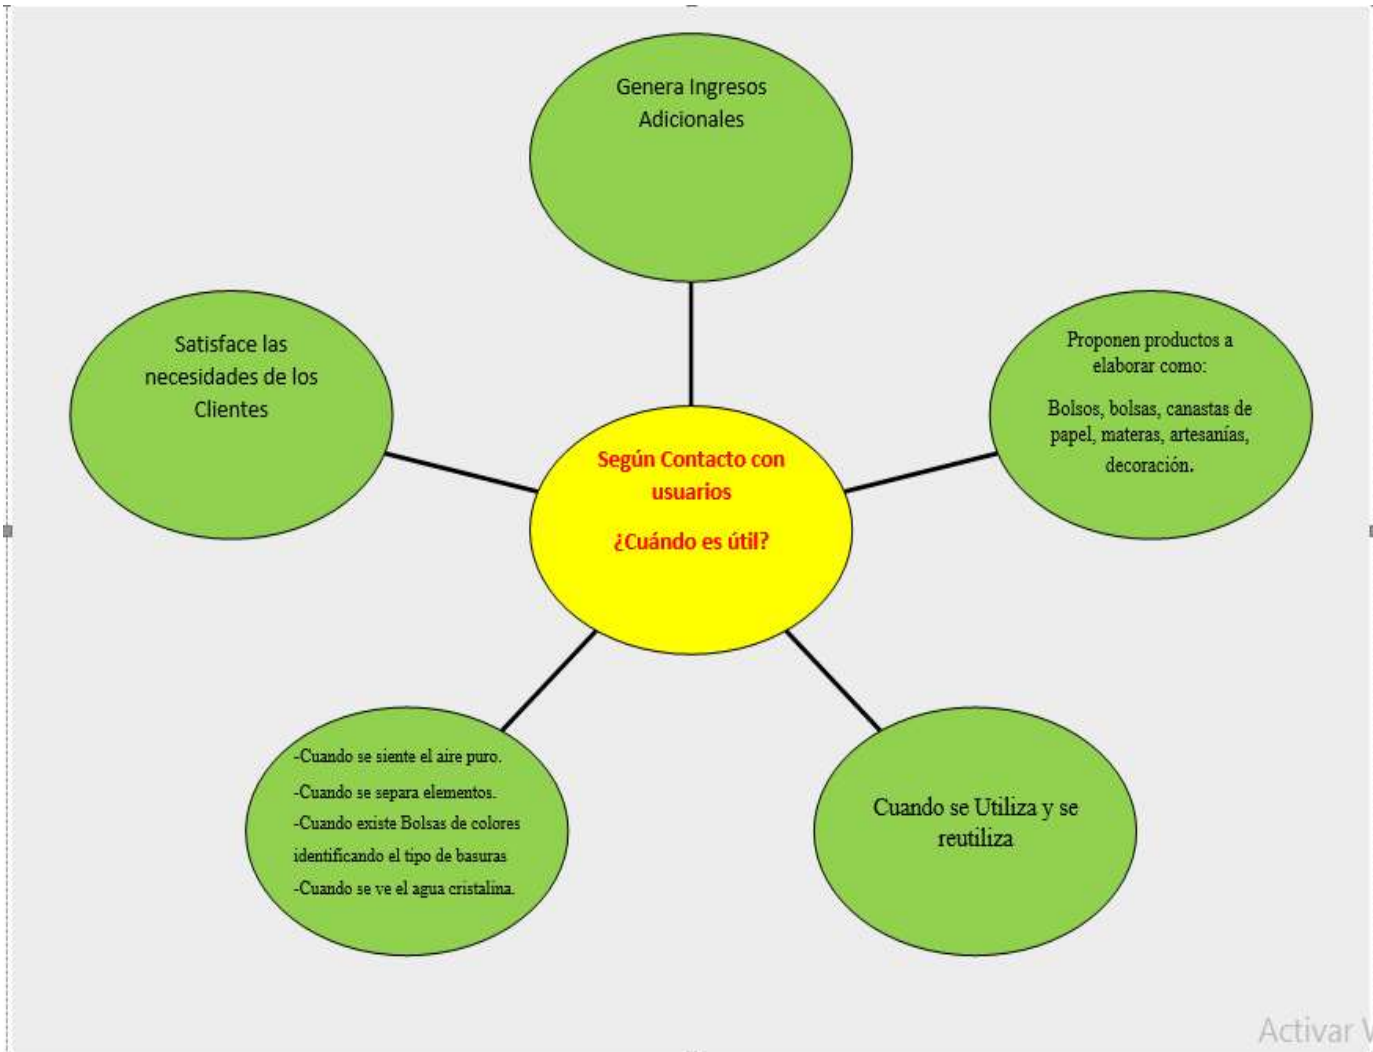 Genera Ingresos
Adicionales
Satisface las
necesidades de los
Clientes
Proponen productos a
elaborar como:
Bolsos, bolsas, canastas de
papel, materas, artesanías,
decoración.
Según Contacto con
usuarios
¿Cuándo es útil?
-Cuando se siente el aire puro.
-Cuando se separa elementos.
-Cuando existe Bolsas de colores
identificando el tipo de basuras
-Cuando se ve el agua cristalina.
Cuando se Utiliza y se
reutiliza
Activar